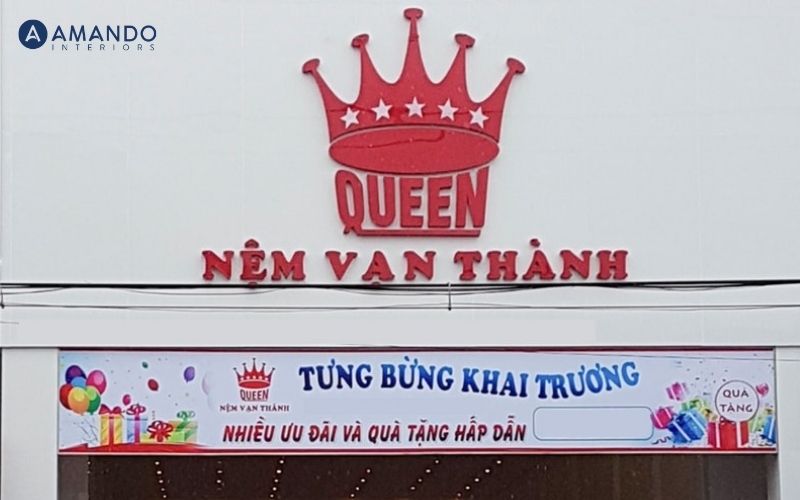 AMANDO
INTERIORS
QUEEN
NỆM VẠN THÀNH
QUEEN
NỆM VẠN THÀNH
TƯNG BỪNG KHAI TRƯƠNG
NHIỀU ƯU ĐÃI VÀ QUÀ TẶNG HẤP DẪN
QUÀ
TẶNG